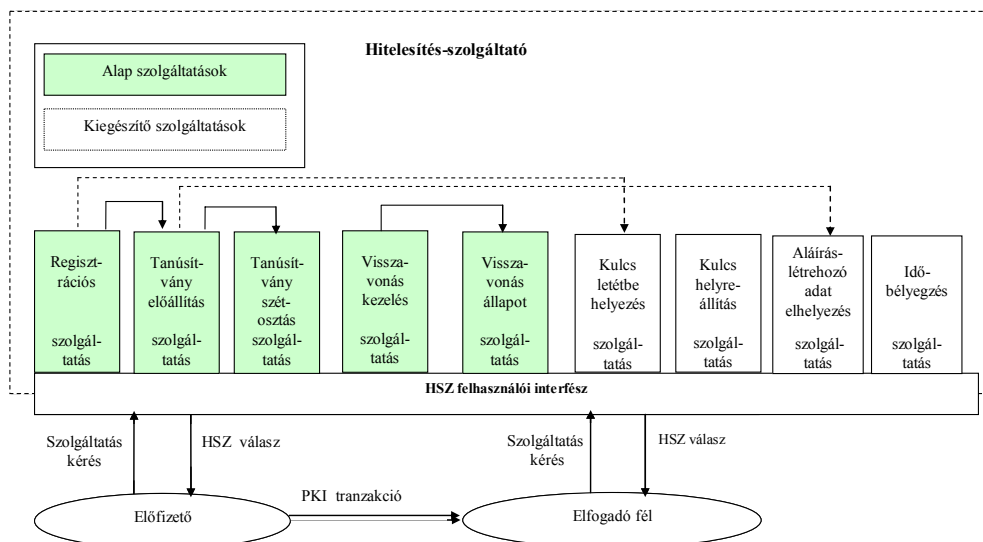 Hitelesítés-szolgáltató
Alap szolgáltatások
Kiegészítő szolgáltatások
Regiszt-
rációs
szolgál-
tatás
Tanúsít-
vány
előállítás
szolgál-
tatás
Tanúsít-
vány
szét-
osztás
szolgál-
tatás
Vissza-
vonás
kezelés
szolgál-
tatás
Vissza-
vonás
állapot
szolgál-
tatás
Kulcs
letétbe
helyezés
szolgál-
tatás
Kulcs
helyre-
állítás
szolgál-
tatás
Aláírás-
létrehozó
adat
elhelyezés
szolgál-
tatás
Idő-
bélyegzés
szolgál-
tatás
HSZ felhasználói interfész
Szolgáltatás
kérés
HSZ válasz
Szolgáltatás
kérés
HSZ válasz
PKI tranzakció
Előfizető
Elfogadó fél